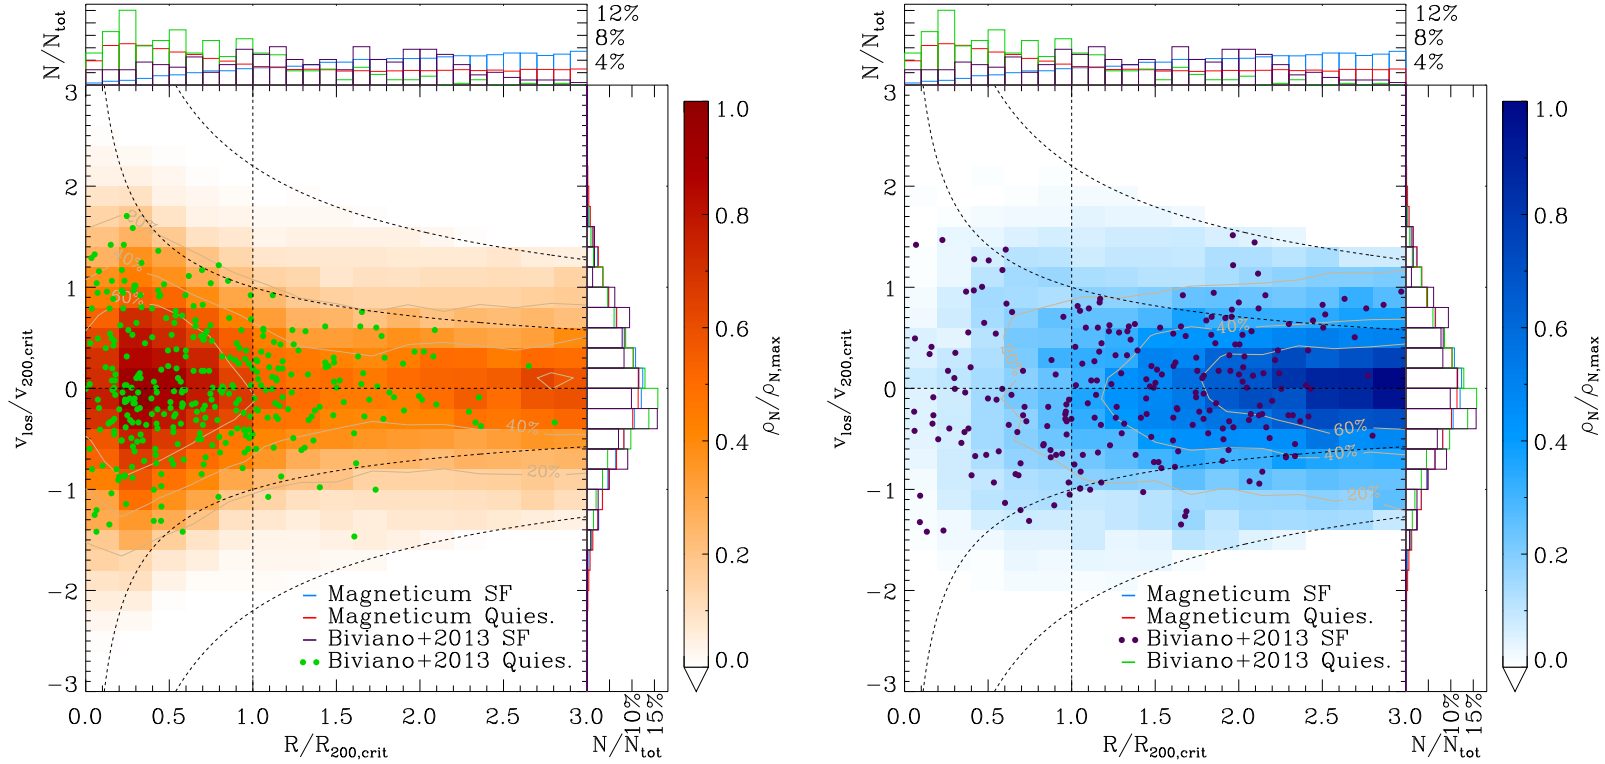 N/N_tot
12%
8%
4%
3
2
1
0
−1
−2
−3
v_los/v_200,crit
20%
40%
60%
40%
20%
Magneticum SF
Magneticum Quies.
Biviano+2013 SF
Biviano+2013 Quies.
0.0 0.5 1.0 1.5 2.0 2.5 3.0
R/R_200,crit
10%
15%
N/N_tot
1.0
0.8
0.6
0.4
0.2
0.0
ρ_N/ρ_N,max
N/N_tot
12%
8%
4%
3
2
1
0
−1
−2
−3
v_los/v_200,crit
40%
60%
40%
20%
Magneticum SF
Magneticum Quies.
Biviano+2013 SF
Biviano+2013 Quies.
0.0 0.5 1.0 1.5 2.0 2.5 3.0
R/R_200,crit
10%
15%
N/N_tot
1.0
0.8
0.6
0.4
0.2
0.0
ρ_N/ρ_N,max